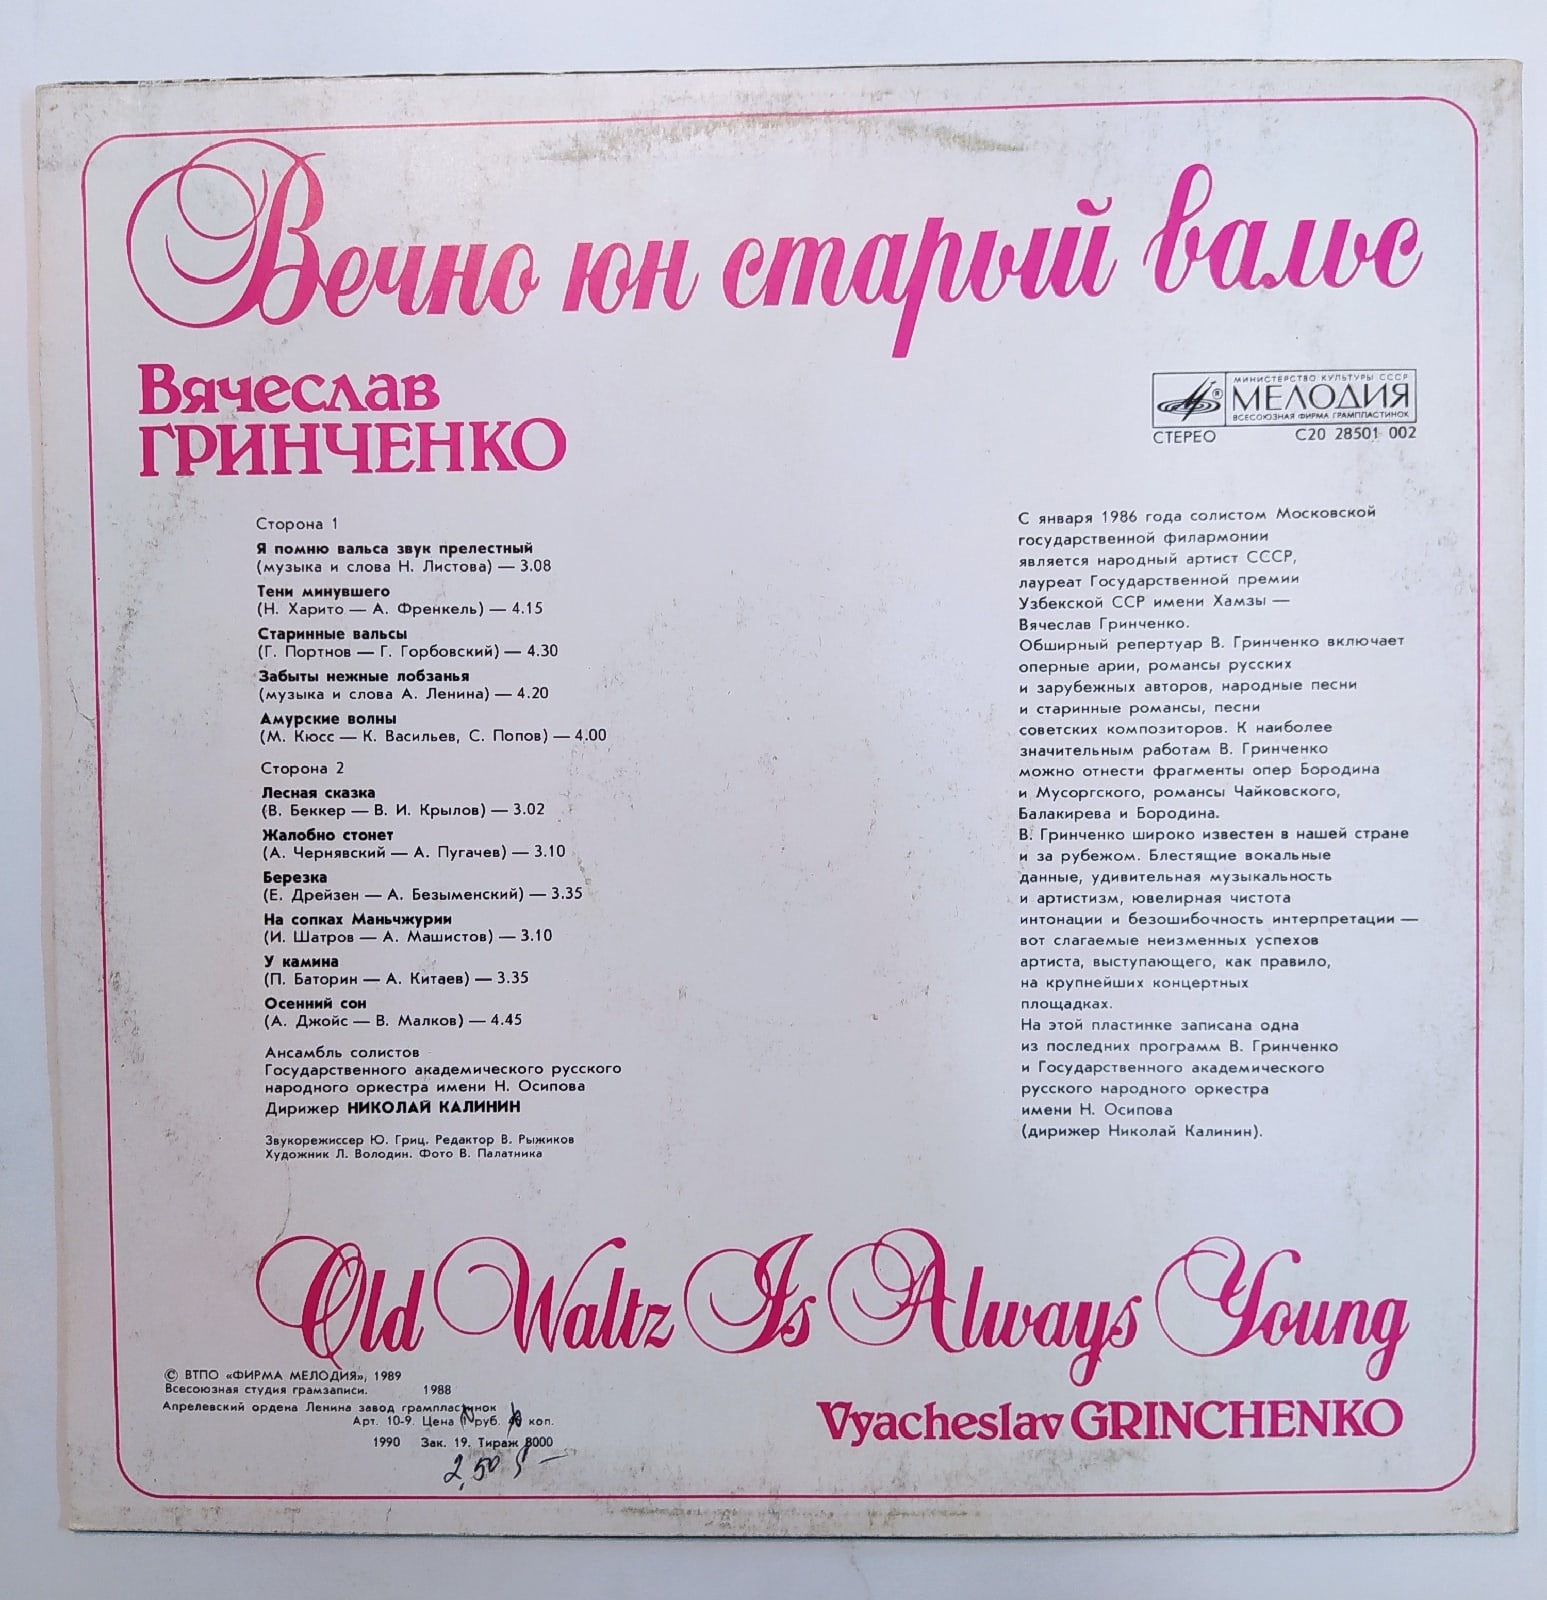 Вечно юн старый вальс
Вячеслав
ГРИНЧЕНКО
МИНИСТЕРСТВО КУЛЬТУРЫ СССР
МЕЛОДИЯ
ВСЕСОЮЗНАЯ ФИРМА ГРАМПЛАСТИНОК
СТЕРЕО С20 28501 002
Сторона 1
Я помню вальса звук прелестный
(музыка и слова Н. Листова) — 3.08
Тени минувшего
(Н. Харито — А. Френкель) — 4.15
Старинные вальсы
(Г. Портнов — Г. Горбовский) — 4.30
Забыты нежные лобзанья
(музыка и слова А. Ленина) — 4.20
Амурские волны
(М. Кюсс — К. Васильев, С. Попов) — 4.00
Сторона 2
Лесная сказка
(В. Беккер — В. И. Крылов) — 3.02
Жалобно стонет
(А. Чернявский — А. Пугачев) — 3.10
Березка
(Е. Дрейзен — А. Безыменский) — 3.35
На сопках Маньчжурии
(И. Шатров — А. Машистов) — 3.10
У камина
(П. Баторин — А. Китаев) — 3.35
Осенний сон
(А. Джойс — В. Малков) — 4.45
Ансамбль солистов
Государственного академического русского
народного оркестра имени Н. Осипова
Дирижер НИКОЛАЙ КАЛИНИН
Звукорежиссер Ю. Гриц. Редактор В. Рыжиков
Художник Л. Володин. Фото В. Палатника
С января 1986 года солистом Московской
государственной филармонии
является народный артист СССР,
лауреат Государственной премии
Узбекской ССР имени Хамзы —
Вячеслав Гринченко.
Обширный репертуар В. Гринченко включает
оперные арии, романсы русских
и зарубежных авторов, народные песни
и старинные романсы, песни
советских композиторов. К наиболее
значительным работам В. Гринченко
можно отнести фрагменты опер Бородина
и Мусоргского, романсы Чайковского,
Балакирева и Бородина.
В. Гринченко широко известен в нашей стране
и за рубежом. Блестящие вокальные
данные, удивительная музыкальность
и артистизм, ювелирная чистота
интонации и безошибочность интерпретации —
вот слагаемые неизменных успехов
артиста, выступающего, как правило,
на крупнейших концертных
площадках.
На этой пластинке записана одна
из последних программ В. Гринченко
и Государственного академического
русского народного оркестра
имени Н. Осипова
(дирижер Николай Калинин).
Old Waltz Is Always Young
Vyacheslav GRINCHENKO
© ВТПО «ФИРМА МЕЛОДИЯ», 1989
Всесоюзная студия грамзаписи. 1988
Апрелевский ордена Ленина завод грампластинок
Арт. 10-9. Цена руб. коп.
1990 Зак. 19. Тираж 8000
2,50